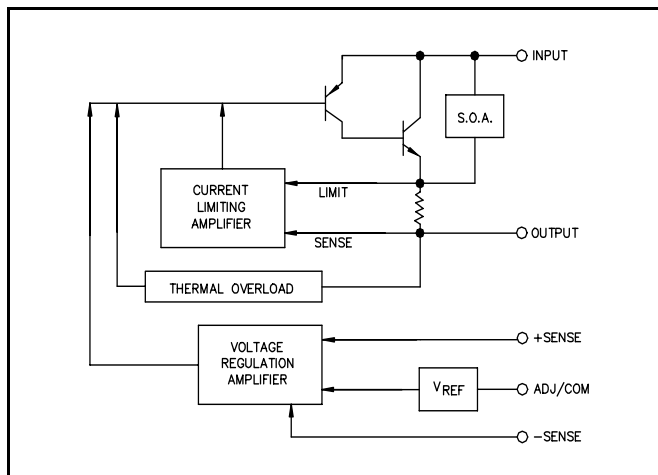 INPUT
S.O.A.
CURRENT
LIMITING
AMPLIFIER
LIMIT
SENSE
OUTPUT
THERMAL OVERLOAD
VOLTAGE
REGULATION
AMPLIFIER
+SENSE
VREF
ADJ/COM
−SENSE